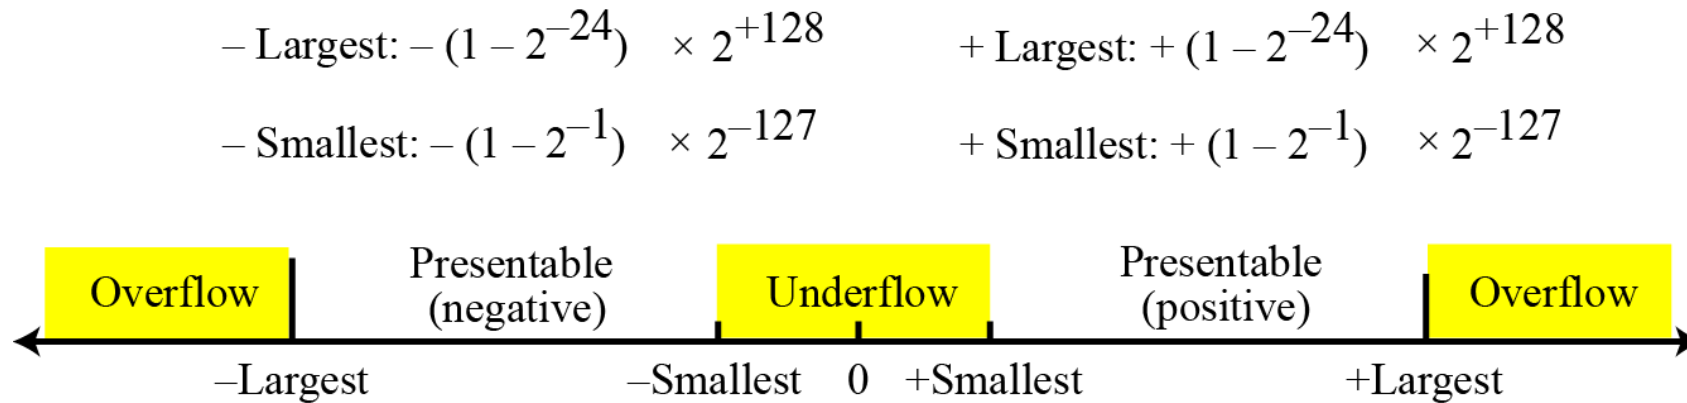 – Largest: – (1 – 2⁻²⁴) × 2⁺¹²⁸ + Largest: + (1 – 2⁻²⁴) × 2⁺¹²⁸
– Smallest: – (1 – 2⁻¹) × 2⁻¹²⁷ + Smallest: + (1 – 2⁻¹) × 2⁻¹²⁷
Overflow Presentable (negative) Underflow Presentable (positive) Overflow
–Largest –Smallest 0 +Smallest +Largest